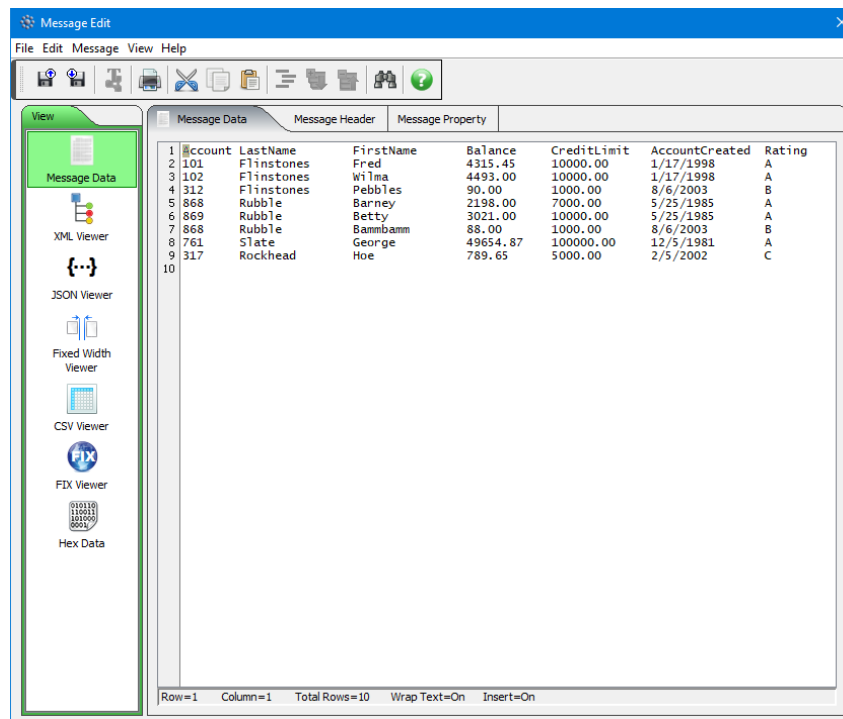 Message Edit
File Edit Message View Help
View
Message Data Message Header Message Property
Message Data
XML Viewer
{···}
JSON Viewer
Fixed Width
Viewer
CSV Viewer
FIX
FIX Viewer
010110
110011
101000
0001
Hex Data
1 Account LastName FirstName Balance CreditLimit AccountCreated Rating
2 101 Flinstones Fred 4315.45 10000.00 1/17/1998 A
3 102 Flinstones Wilma 4493.00 10000.00 1/17/1998 A
4 312 Flinstones Pebbles 90.00 1000.00 8/6/2003 B
5 868 Rubble Barney 2198.00 7000.00 5/25/1985 A
6 869 Rubble Betty 3021.00 10000.00 5/25/1985 A
7 868 Rubble Bammbamm 88.00 1000.00 8/6/2003 B
8 761 Slate George 49654.87 100000.00 12/5/1981 A
9 317 Rockhead Hoe 789.65 5000.00 2/5/2002 C
10
Row=1 Column=1 Total Rows=10 Wrap Text=On Insert=On